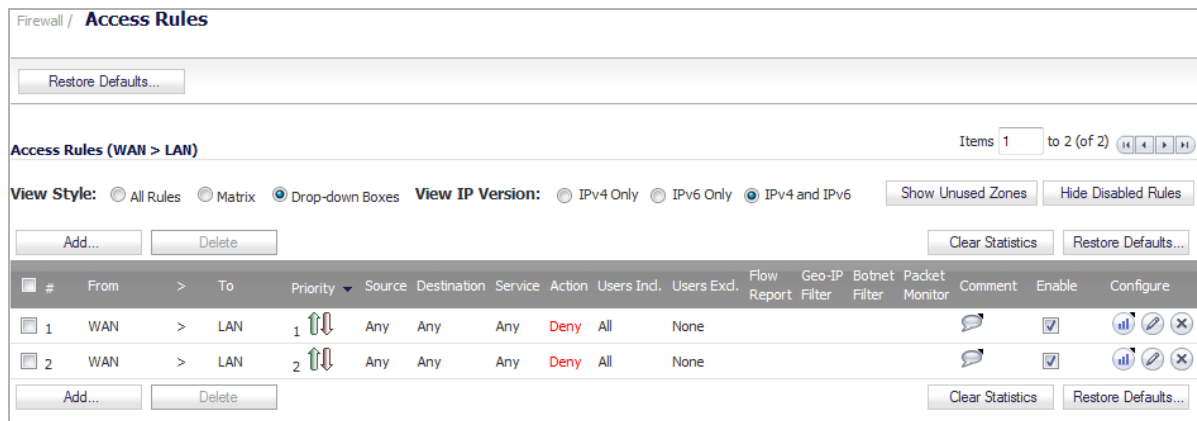 Firewall / Access Rules
Restore Defaults...
Access Rules (WAN > LAN)
Items 1 to 2 (of 2)
View Style: All Rules Matrix Drop-down Boxes View IP Version: IPv4 Only IPv6 Only IPv4 and IPv6 Show Unused Zones Hide Disabled Rules
Add... Delete Clear Statistics Restore Defaults...
# From > To Priority Source Destination Service Action Users Incl. Users Excl. Flow Report Geo-IP Filter Botnet Filter Packet Monitor Comment Enable Configure
1 WAN > LAN 1 Any Any Any Deny All None
2 WAN > LAN 2 Any Any Any Deny All None
Add... Delete Clear Statistics Restore Defaults...